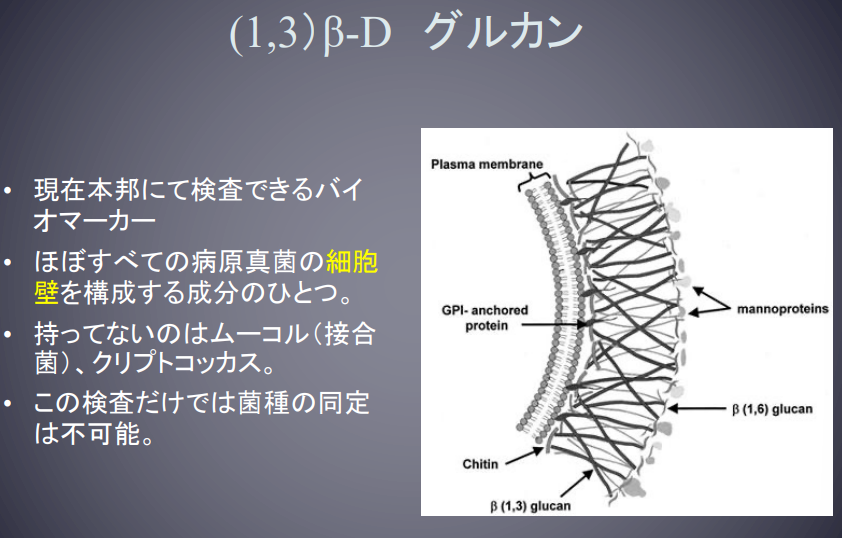 (1,3)β-D グルカン
• 現在本邦にて検査できるバイ
オマーカー
• ほぼすべての病原真菌の細胞
壁を構成する成分のひとつ。
• 持ってないのはムーコル(接合
菌)、クリプトコッカス。
• この検査だけでは菌種の同定
は不可能。
Plasma membrane
GPI- anchored
protein
mannoproteins
β (1,6) glucan
Chitin
β (1,3) glucan